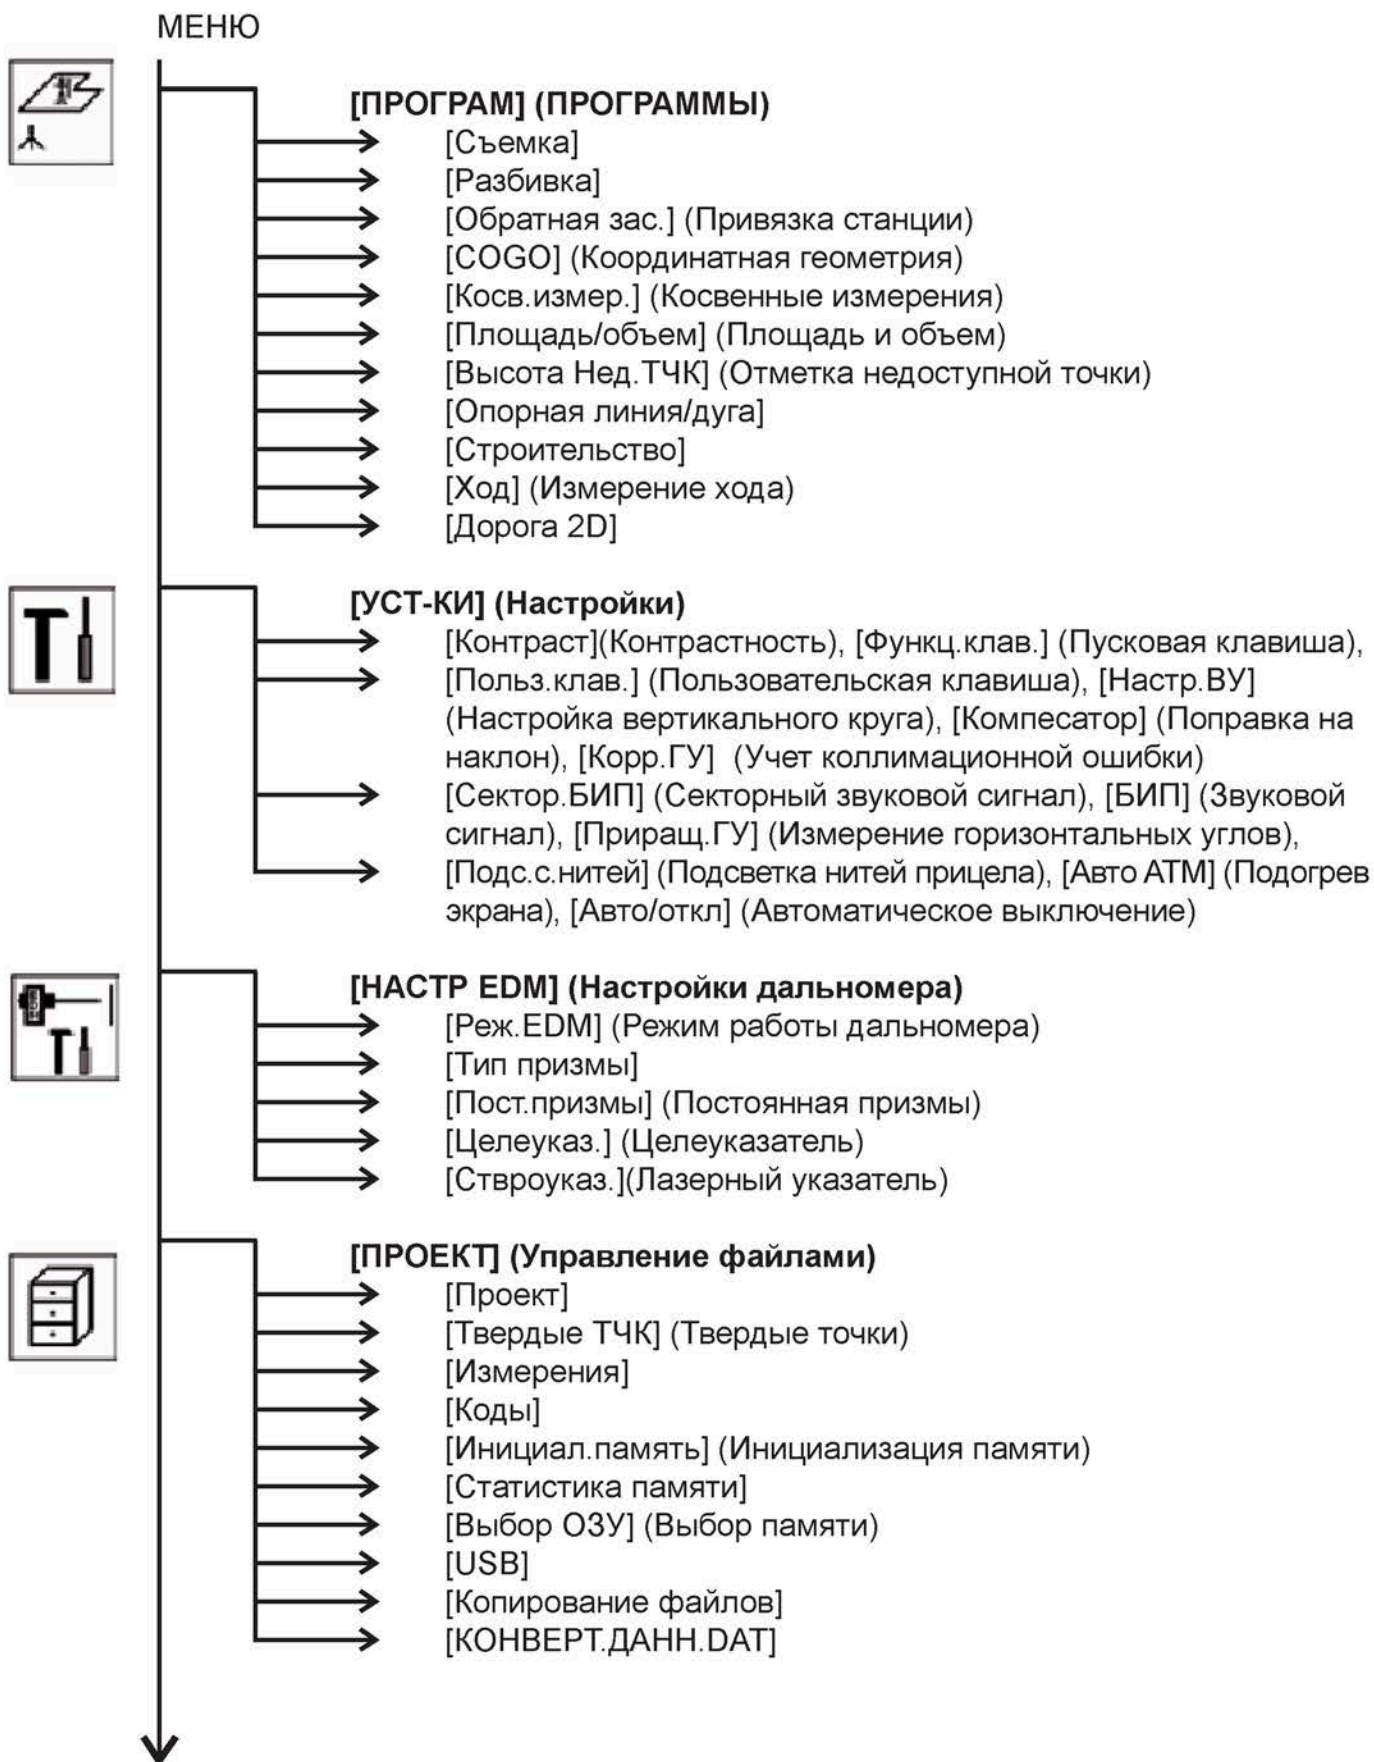 МЕНЮ
[ПРОГРАМ] (ПРОГРАММЫ)
[Съемка]
[Разбивка]
[Обратная зас.] (Привязка станции)
[COGO] (Координатная геометрия)
[Косв.измер.] (Косвенные измерения)
[Площадь/объем] (Площадь и объем)
[Высота Нед.ТЧК] (Отметка недоступной точки)
[Опорная линия/дуга]
[Строительство]
[Ход] (Измерение хода)
[Дорога 2D]
[УСТ-КИ] (Настройки)
[Контраст](Контрастность), [Функц.клав.] (Пусковая клавиша),
[Польз.клав.] (Пользовательская клавиша), [Настр.ВУ]
(Настройка вертикального круга), [Компесатор] (Поправка на
наклон), [Корр.ГУ] (Учет коллимационной ошибки)
[Сектор.БИП] (Секторный звуковой сигнал), [БИП] (Звуковой
сигнал), [Приращ.ГУ] (Измерение горизонтальных углов),
[Подс.с.нитей] (Подсветка нитей прицела), [Авто АТМ] (Подогрев
экрана), [Авто/откл] (Автоматическое выключение)
[НАСТР EDM] (Настройки дальномера)
[Реж.EDM] (Режим работы дальномера)
[Тип призмы]
[Пост.призмы] (Постоянная призмы)
[Целеуказ.] (Целеуказатель)
[Ствроуказ.](Лазерный указатель)
[ПРОЕКТ] (Управление файлами)
[Проект]
[Твердые ТЧК] (Твердые точки)
[Измерения]
[Коды]
[Инициал.память] (Инициализация памяти)
[Статистика памяти]
[Выбор ОЗУ] (Выбор памяти)
[USB]
[Копирование файлов]
[КОНВЕРТ.ДАНН.DAT]